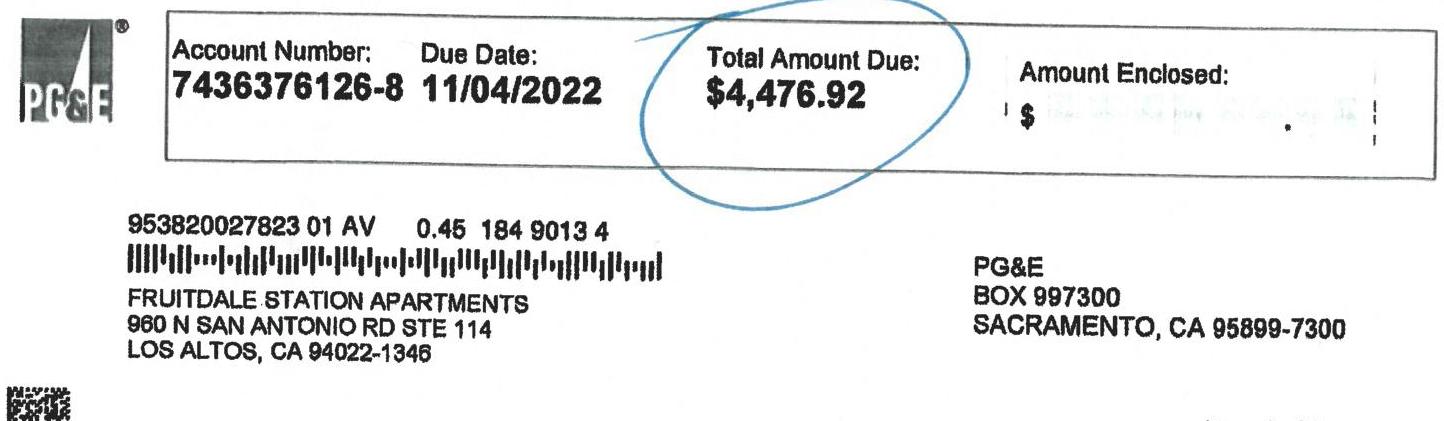 PG&E ®
Account Number: Due Date: Total Amount Due: Amount Enclosed:
7436376126-8 11/04/2022 $4,476.92 $ .
953820027823 01 AV 0.45 184 9013 4
FRUITDALE STATION APARTMENTS
960 N SAN ANTONIO RD STE 114
LOS ALTOS, CA 94022-1346
PG&E
BOX 997300
SACRAMENTO, CA 95899-7300